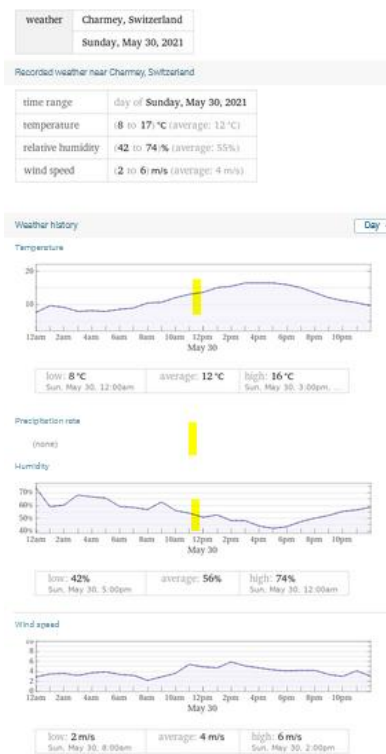 weather Charmey, Switzerland
Sunday, May 30, 2021
Recorded weather near Charmey, Switzerland
time range day of Sunday, May 30, 2021
temperature (8 to 17) °C (average: 12 °C)
relative humidity (42 to 74)% (average: 55%)
wind speed (2 to 6) m/s (average: 4 m/s)
Weather history Day
Temperature
20
10
12am 2am 4am 6am 8am 10am 12pm 2pm 4pm 6pm 8pm 10pm
May 30
low: 8 °C average: 12 °C high: 16 °C
Sun, May 30, 12:00am Sun, May 30, 3:00pm, ...
Precipitation rate
(none)
Humidity
70%
60%
50%
40%
12am 2am 4am 6am 8am 10am 12pm 2pm 4pm 6pm 8pm 10pm
May 30
low: 42% average: 56% high: 74%
Sun, May 30, 5:00pm Sun, May 30, 12:00am
Wind speed
10
8
6
4
2
0
12am 2am 4am 6am 8am 10am 12pm 2pm 4pm 6pm 8pm 10pm
May 30
low: 2 m/s average: 4 m/s high: 6 m/s
Sun, May 30, 8:00am Sun, May 30, 2:00pm